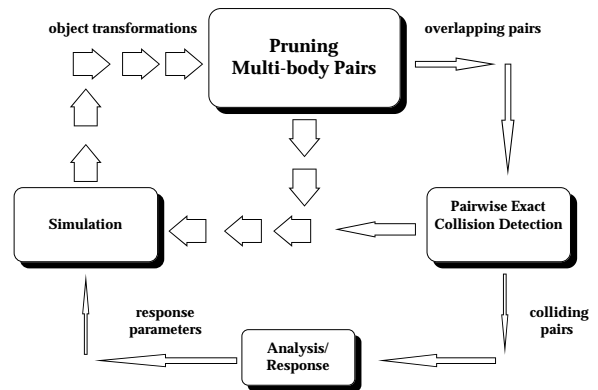 object transformations
Pruning
Multi-body Pairs
overlapping pairs
Simulation
Pairwise Exact
Collision Detection
response
parameters
colliding
pairs
Analysis/
Response